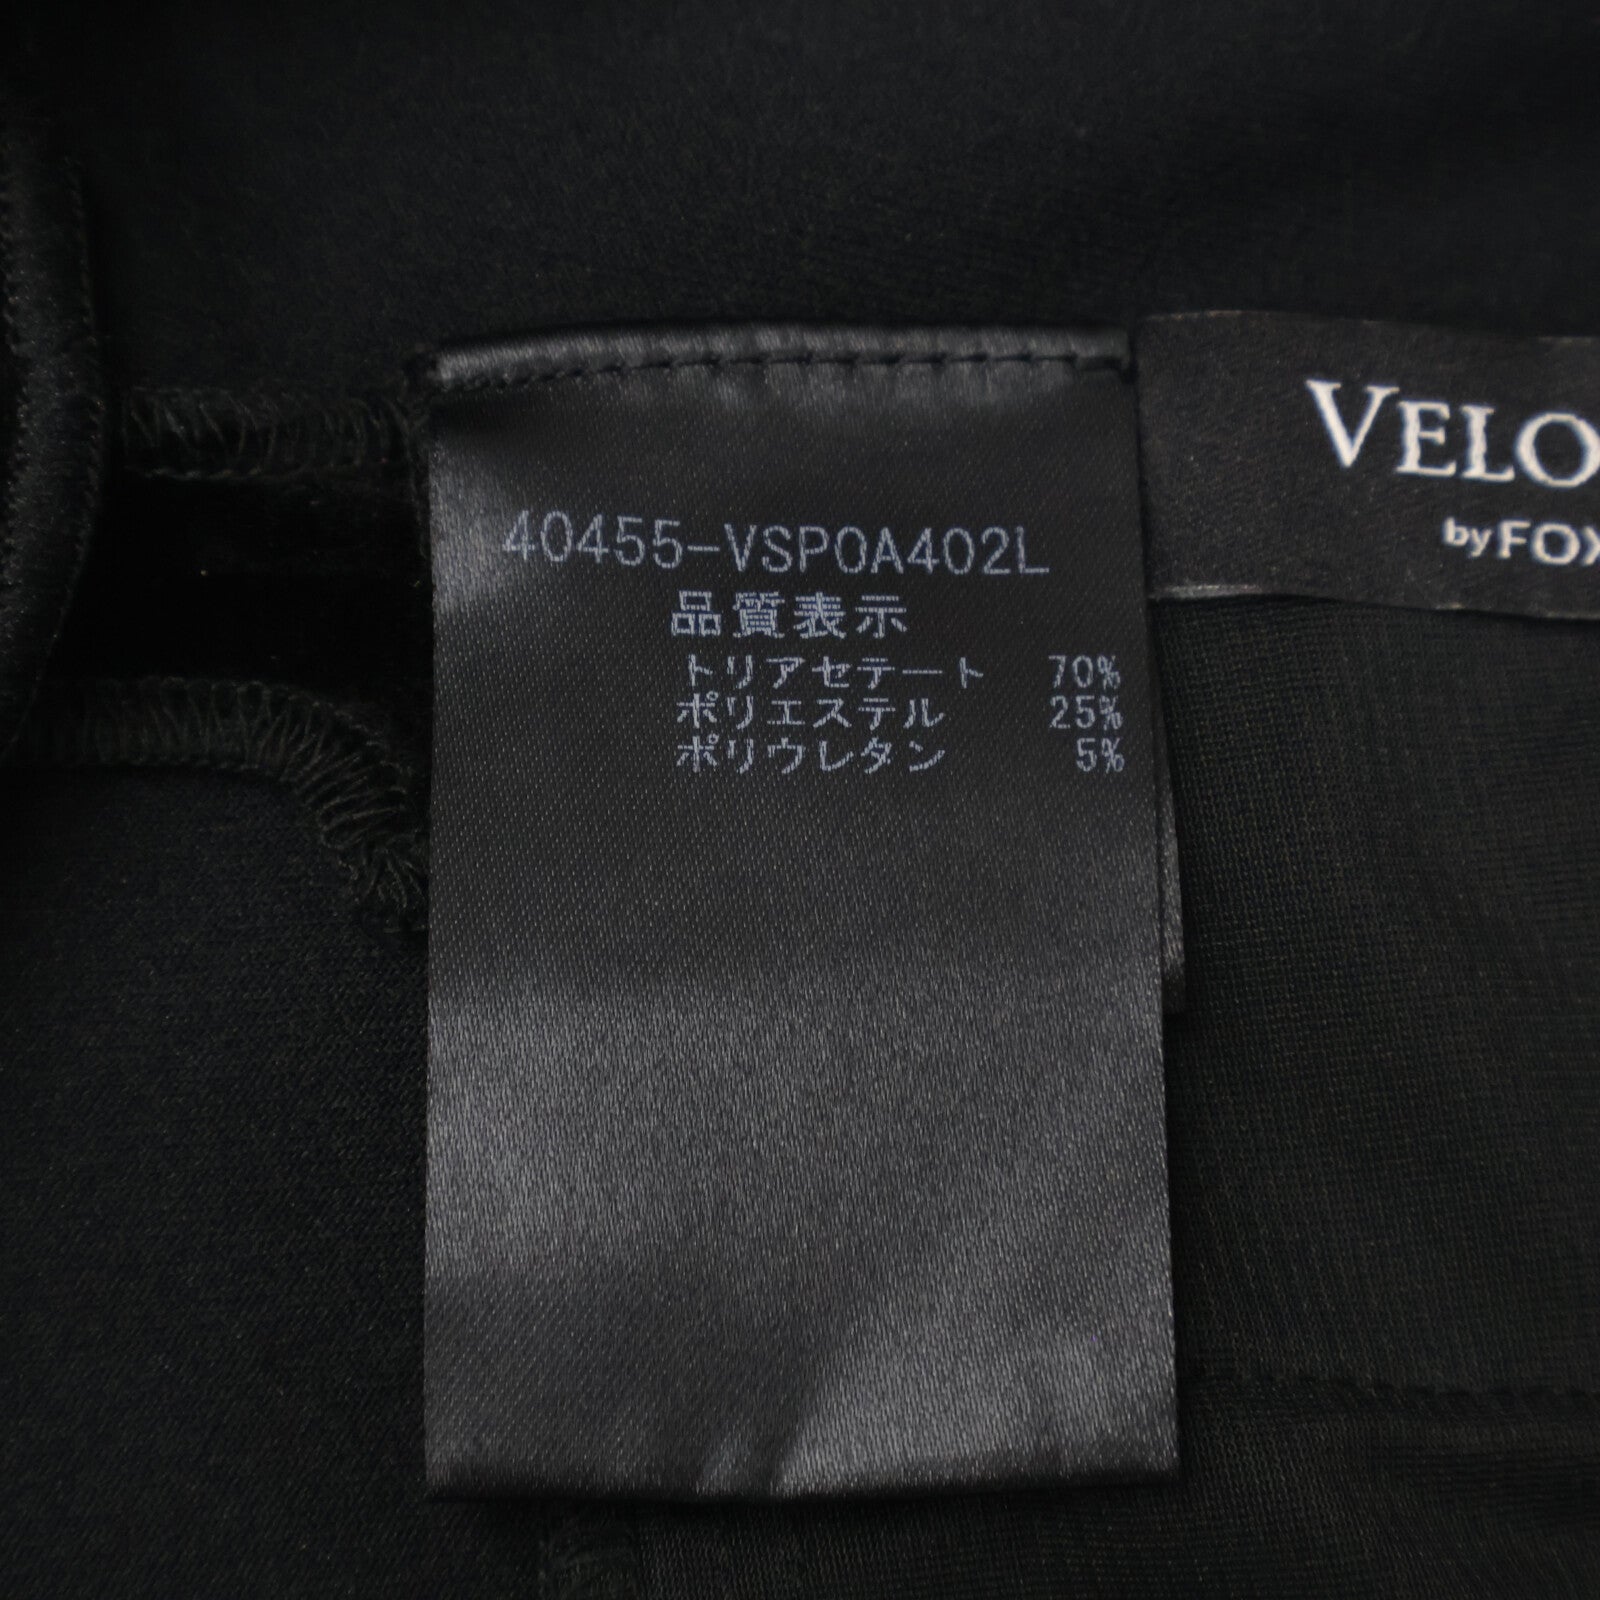 40455-VSP0A402L
品質表示
トリアセテート 70%
ポリエステル 25%
ポリウレタン 5%
VELO
by FOX